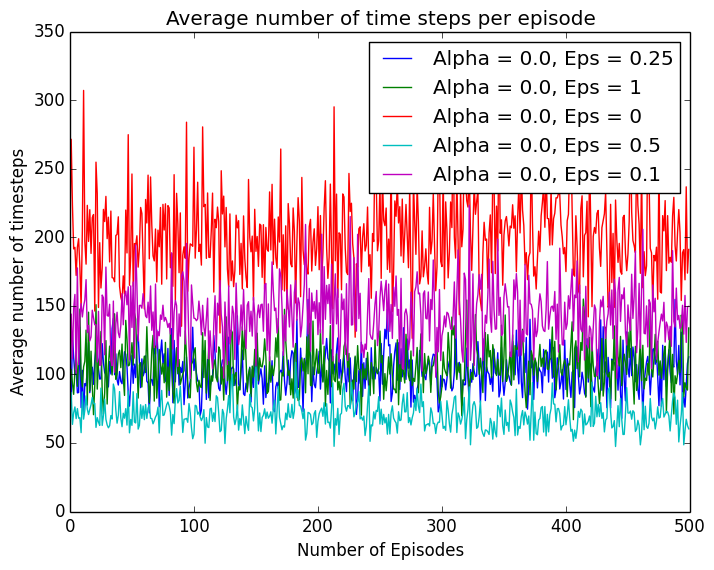 Average number of time steps per episode
350
300
250
200
150
100
50
0
Average number of timesteps
Alpha = 0.0, Eps = 0.25
Alpha = 0.0, Eps = 1
Alpha = 0.0, Eps = 0
Alpha = 0.0, Eps = 0.5
Alpha = 0.0, Eps = 0.1
0 100 200 300 400 500
Number of Episodes